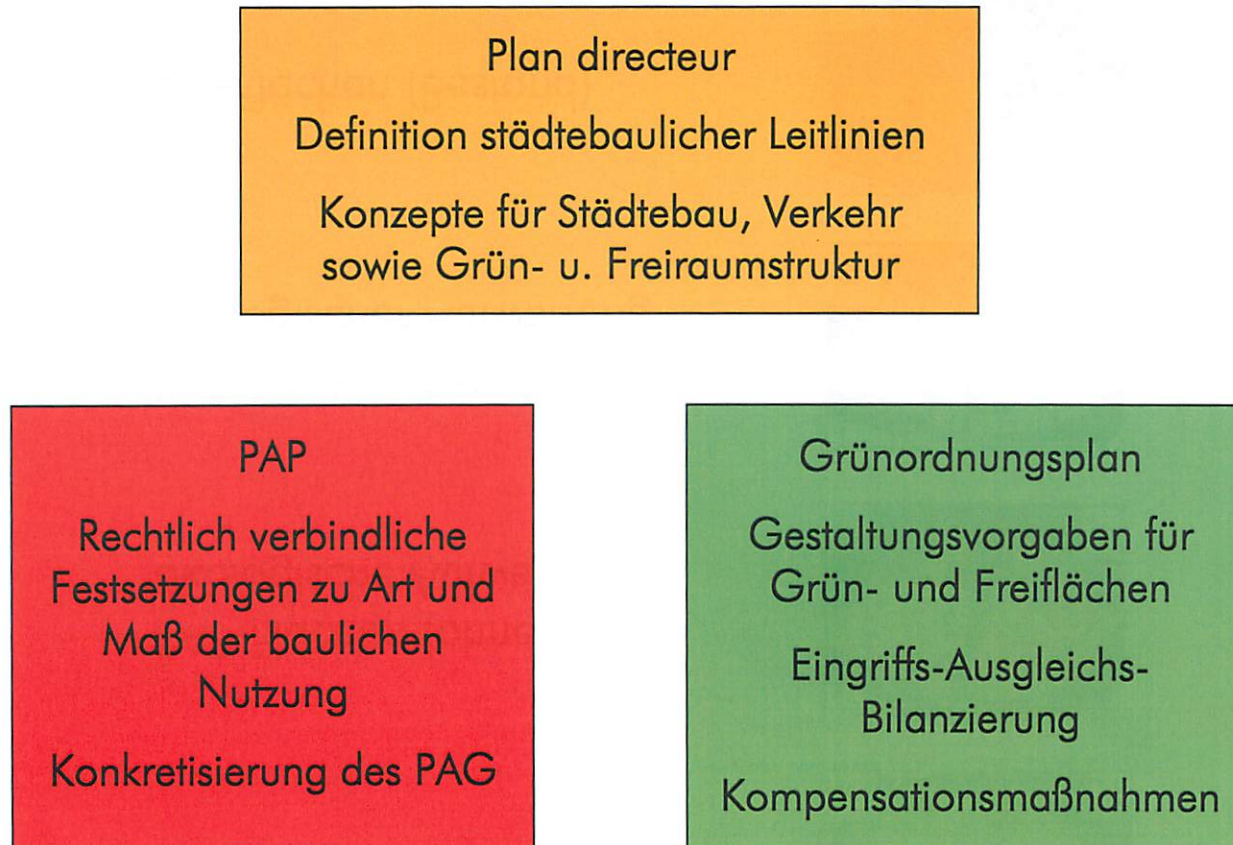 Plan directeur
Definition städtebaulicher Leitlinien
Konzepte für Städtebau, Verkehr
sowie Grün- u. Freiraumstruktur
PAP
Rechtlich verbindliche
Festsetzungen zu Art und
Maß der baulichen
Nutzung
Konkretisierung des PAG
Grünordnungsplan
Gestaltungsvorgaben für
Grün- und Freiflächen
Eingriffs-Ausgleichs-
Bilanzierung
Kompensationsmaßnahmen